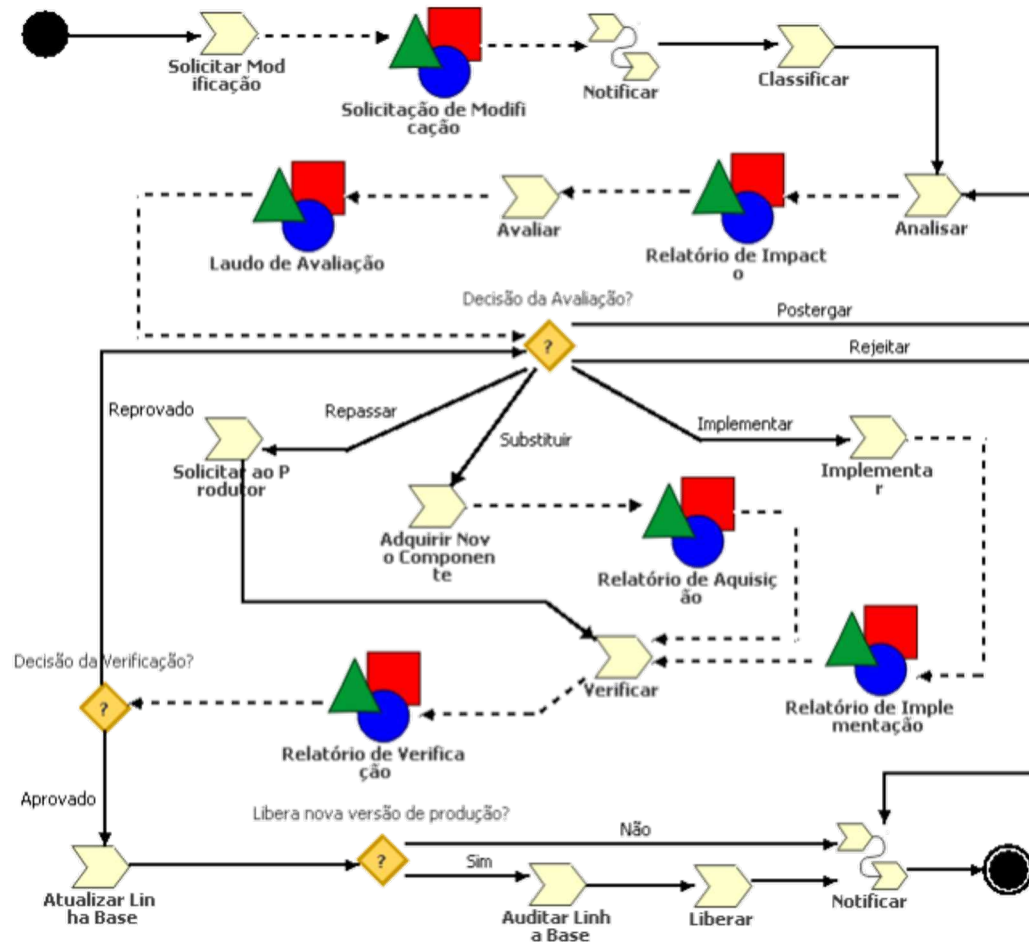 Solicitar Mod
ificação
Solicitação de Modifi
cação
Notificar
Classificar
Laudo de Avaliação
Avaliar
Relatório de Impact
o
Analisar
Decisão da Avaliação?
?
Postergar
Rejeitar
Reprovado
Repassar
Substituir
Implementar
Solicitar ao P
rodutor
Implementa
r
Adquirir Nov
o Componen
te
Relatório de Aquisiç
ão
Decisão da Verificação?
?
Verificar
Relatório de Verifica
ção
Relatório de Imple
mentação
Aprovado
Libera nova versão de produção?
?
Não
Sim
Atualizar Lin
ha Base
Auditar Linh
a Base
Liberar
Notificar